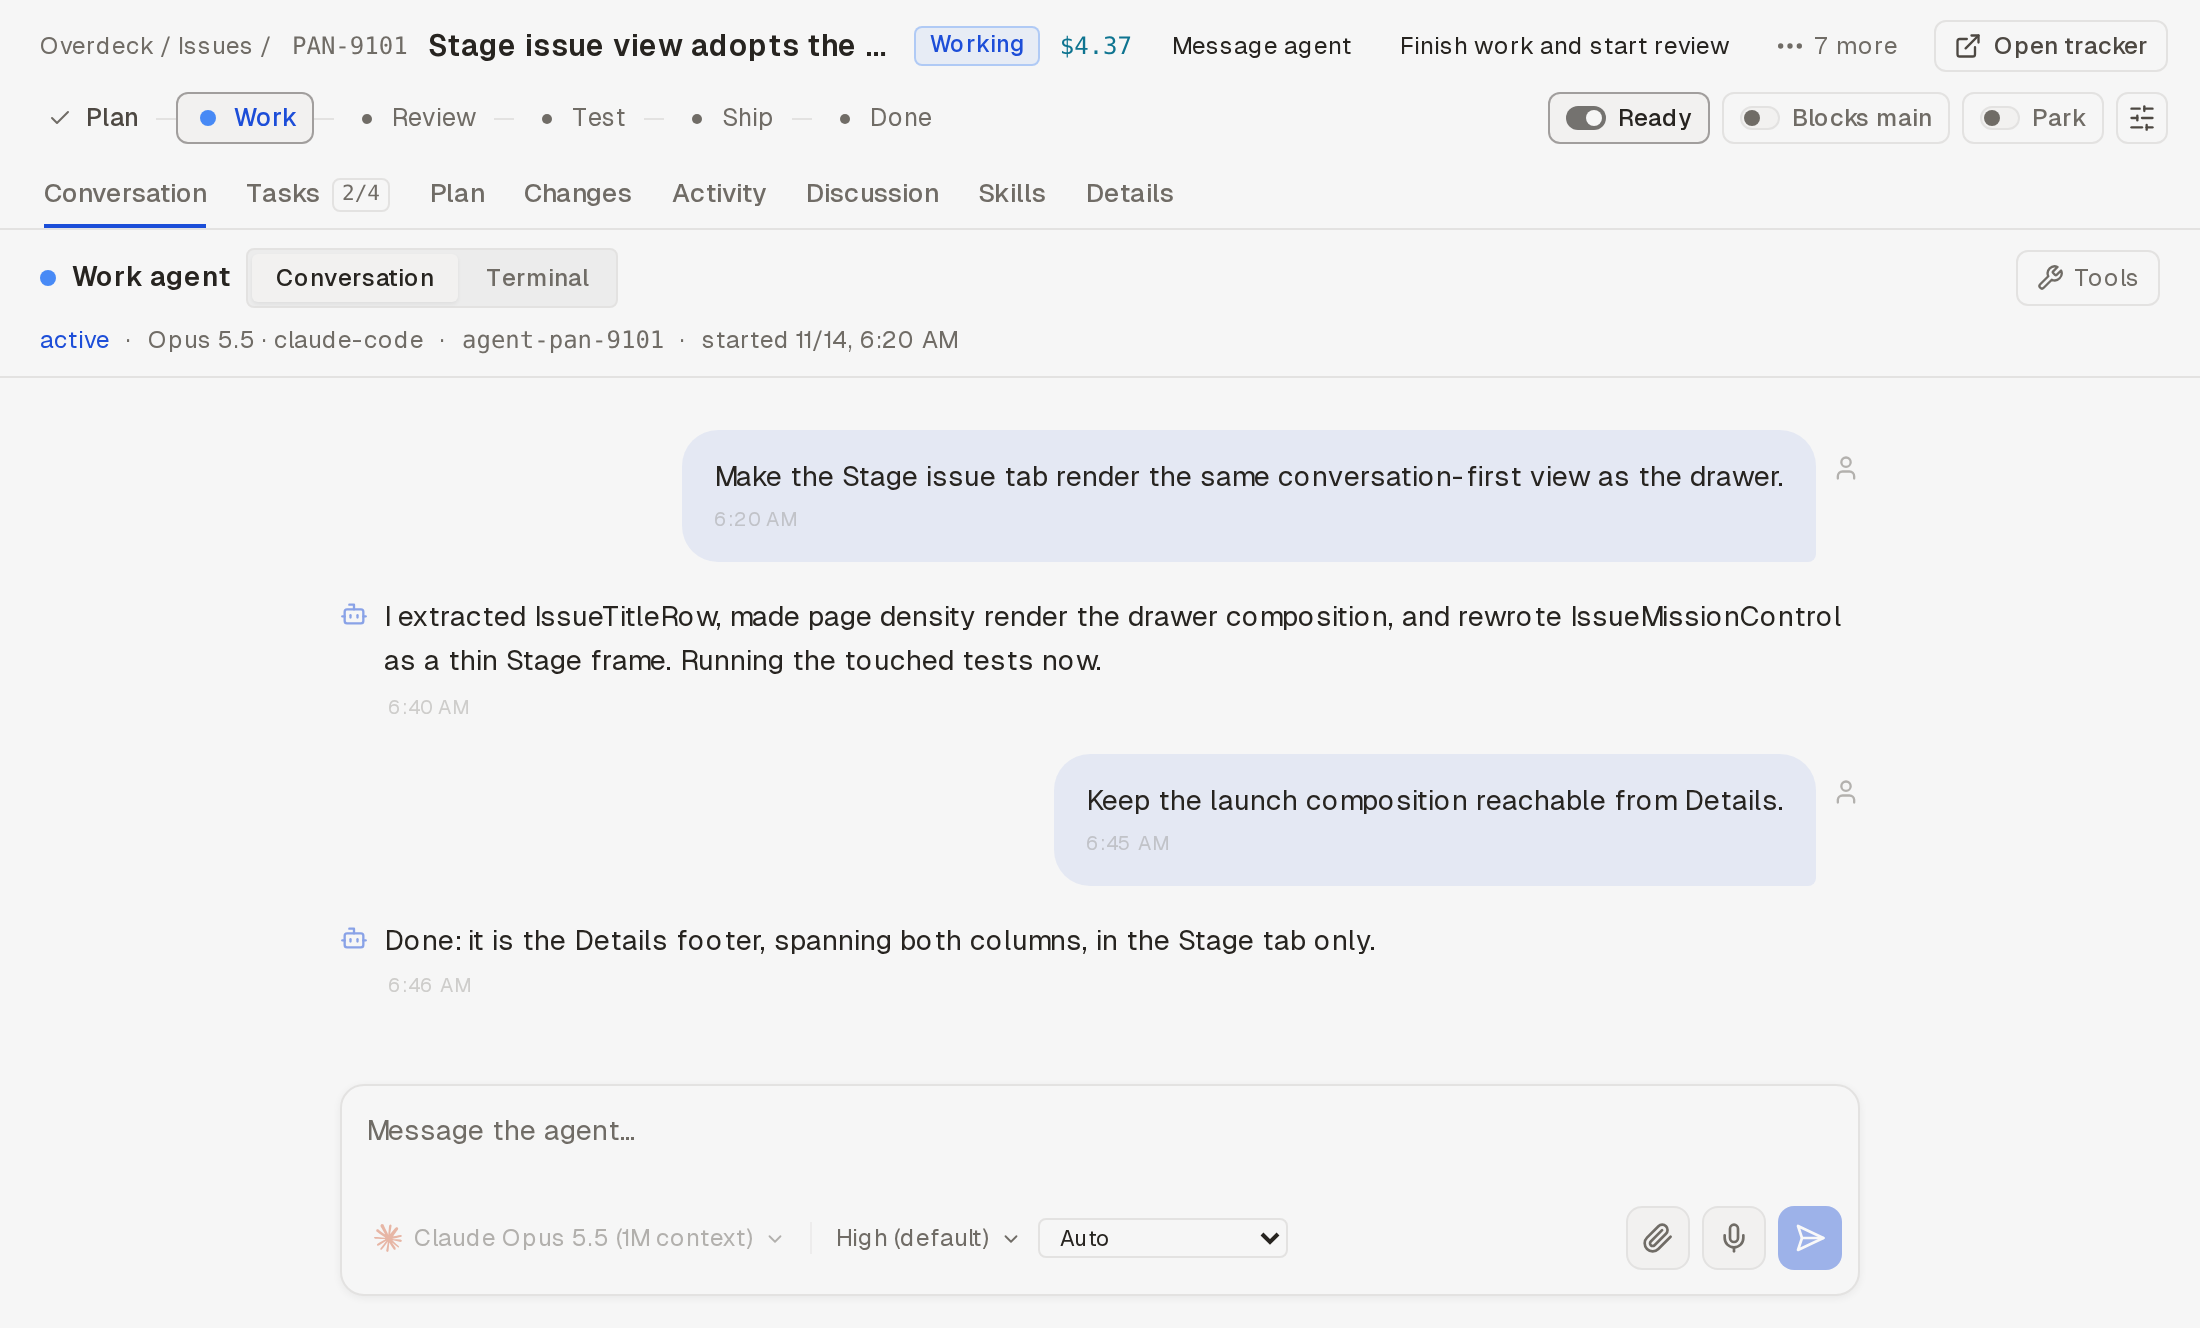 Overdeck / Issues / PAN-9101 Stage issue view adopts the ... Working $4.37 Message agent Finish work and start review ••• 7 more Open tracker
Plan Work Review Test Ship Done Ready Blocks main Park
Conversation Tasks 2/4 Plan Changes Activity Discussion Skills Details
Work agent Conversation Terminal Tools
active · Opus 5.5 · claude-code · agent-pan-9101 · started 11/14, 6:20 AM
Make the Stage issue tab render the same conversation-first view as the drawer.
6:20 AM
I extracted IssueTitleRow, made page density render the drawer composition, and rewrote IssueMissionControl
as a thin Stage frame. Running the touched tests now.
6:40 AM
Keep the launch composition reachable from Details.
6:45 AM
Done: it is the Details footer, spanning both columns, in the Stage tab only.
6:46 AM
Message the agent...
Claude Opus 5.5 (1M context) High (default) Auto